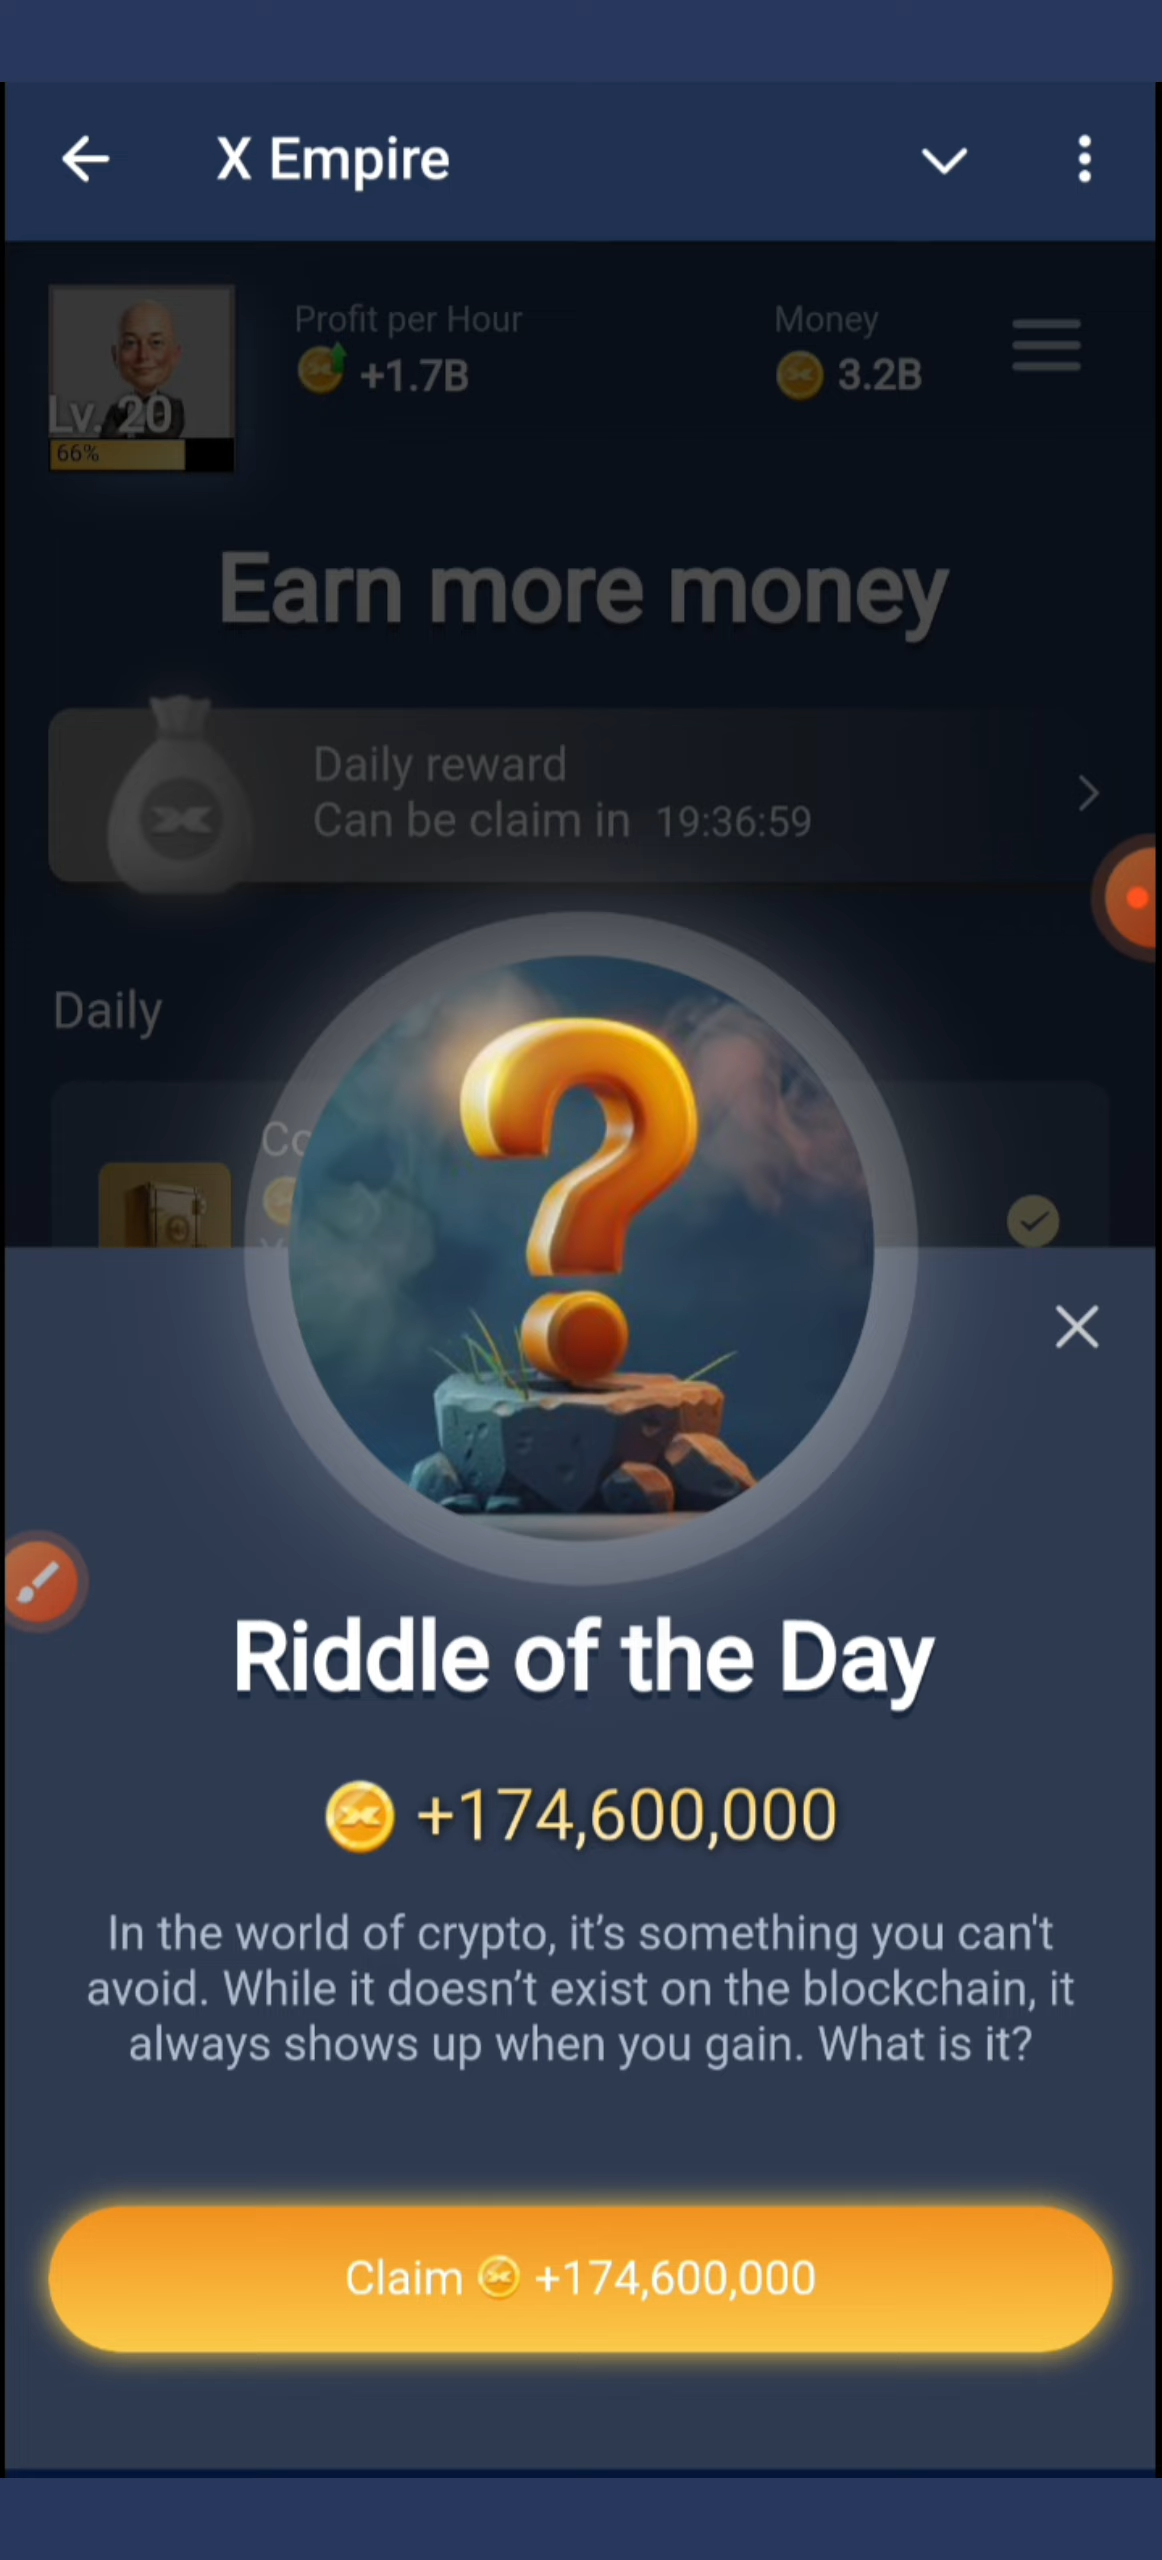 X Empire
Profit per Hour
+1.7B
Money
3.2B
Lv. 20
66%
Earn more money
Daily reward
Can be claim in 19:36:59
Daily
Riddle of the Day
+174,600,000
In the world of crypto, it’s something you can't
avoid. While it doesn’t exist on the blockchain, it
always shows up when you gain. What is it?
Claim +174,600,000